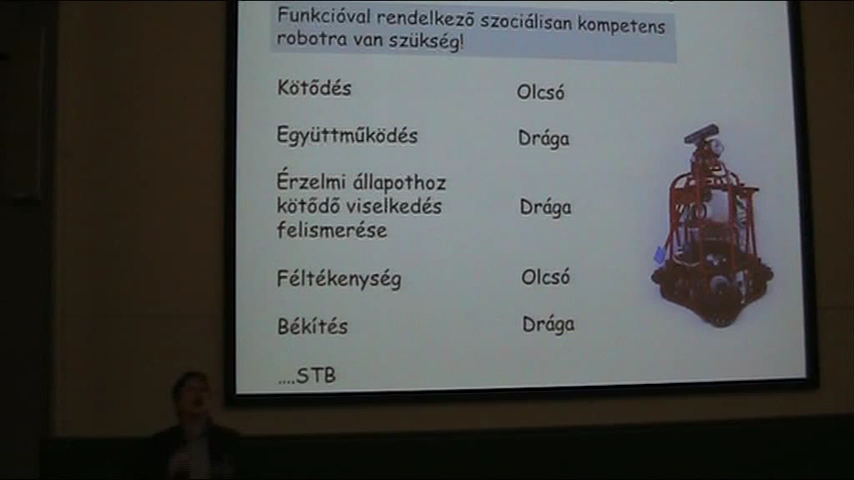 Funkcióval rendelkező szociálisan kompetens
robotra van szükség!
Kötődés Olcsó
Együttműködés Drága
Érzelmi állapothoz
kötődő viselkedés Drága
felismerése
Féltékenység Olcsó
Békítés Drága
....STB